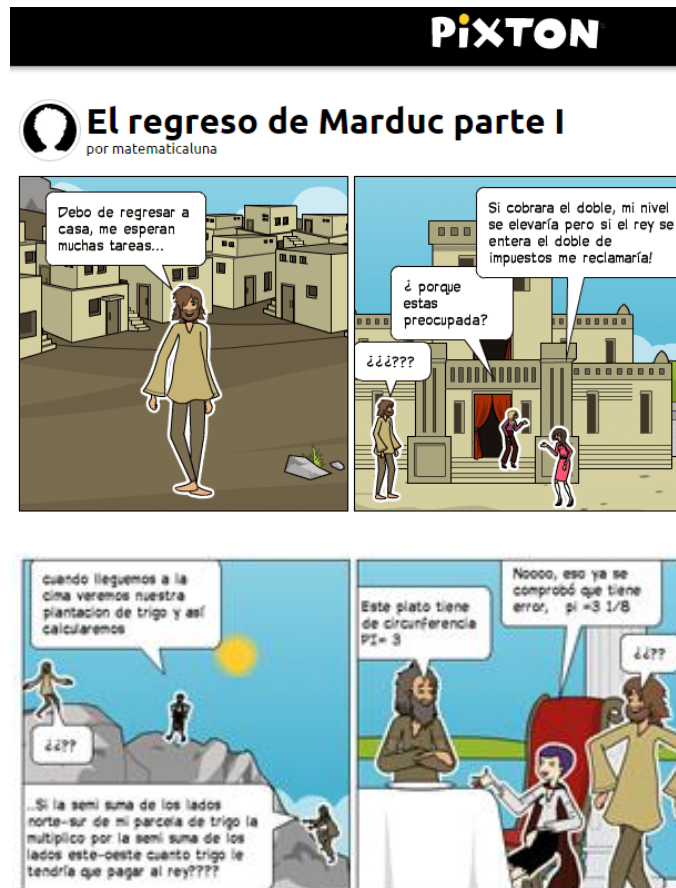 PiXTON
El regreso de Marduc parte I
por matematicaluna
Debo de regresar a
casa, me esperan
muchas tareas...
Si cobrara el doble, mi nivel
se elevaría pero si el rey se
entera el doble de
impuestos me reclamaría!
¿ porque
estas
preocupada?
¿¿¿???
cuando lleguemos a la
cima veremos nuestra
plantacion de trigo y así
calcularemos
¿¿??
..Si la semi suma de los lados
norte-sur de mi parcela de trigo la
multiplico por la semi suma de los
lados este-oeste cuanto trigo le
tendría que pagar al rey????
Este plato tiene
de circunferencia
PI= 3
Noooo, eso ya se
comprobó que tiene
error, pi =3 1/8
¿¿??